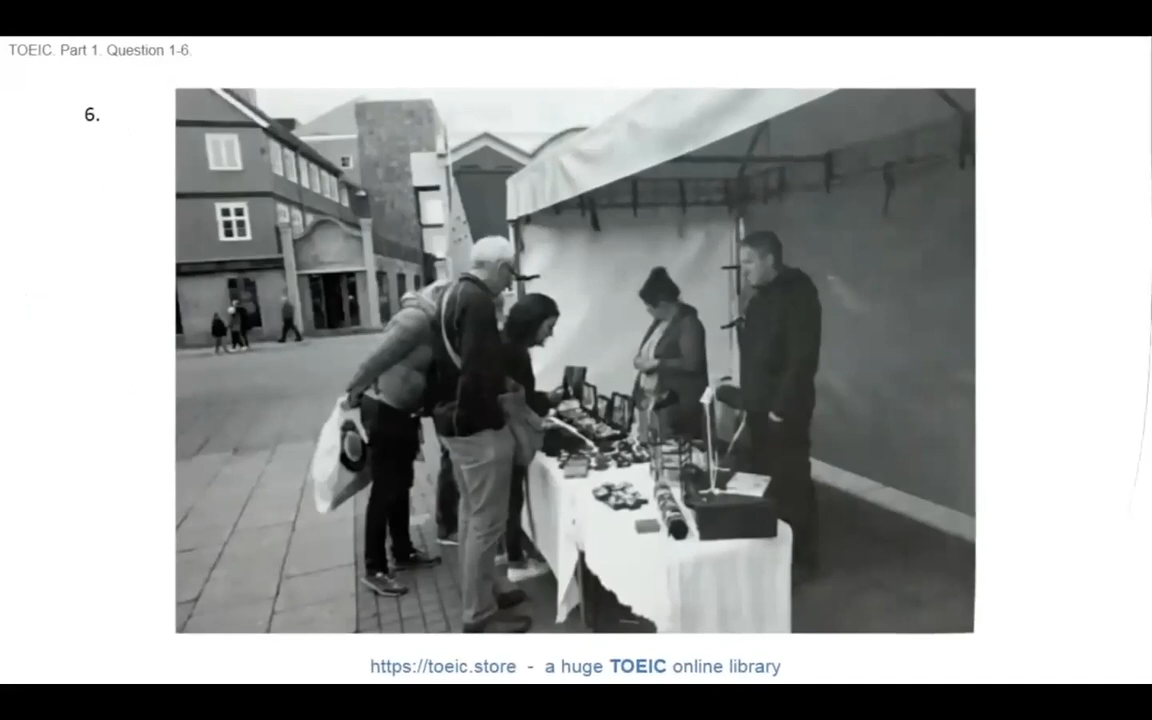 TOEIC. Part 1. Question 1-6.
6.
https://toeic.store - a huge TOEIC online library